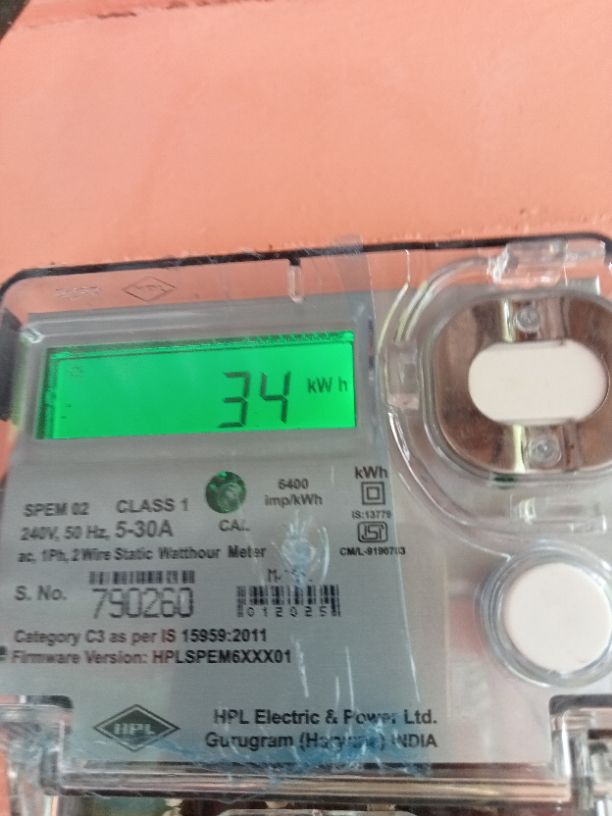 34 kWh
kWh
6400
SPEM 02 CLASS 1
imp/kWh
IS:13779
240V, 50 Hz, 5-30A
CAL
ac, 1Ph, 2 Wire Static Watthour Meter
S. No.
790260
012025
Category C3 as per IS 15959:2011
Firmware Version: HPLSPEM6XXX01
HPL
HPL Electric & Power Ltd.
Gurugram (Haryana) INDIA